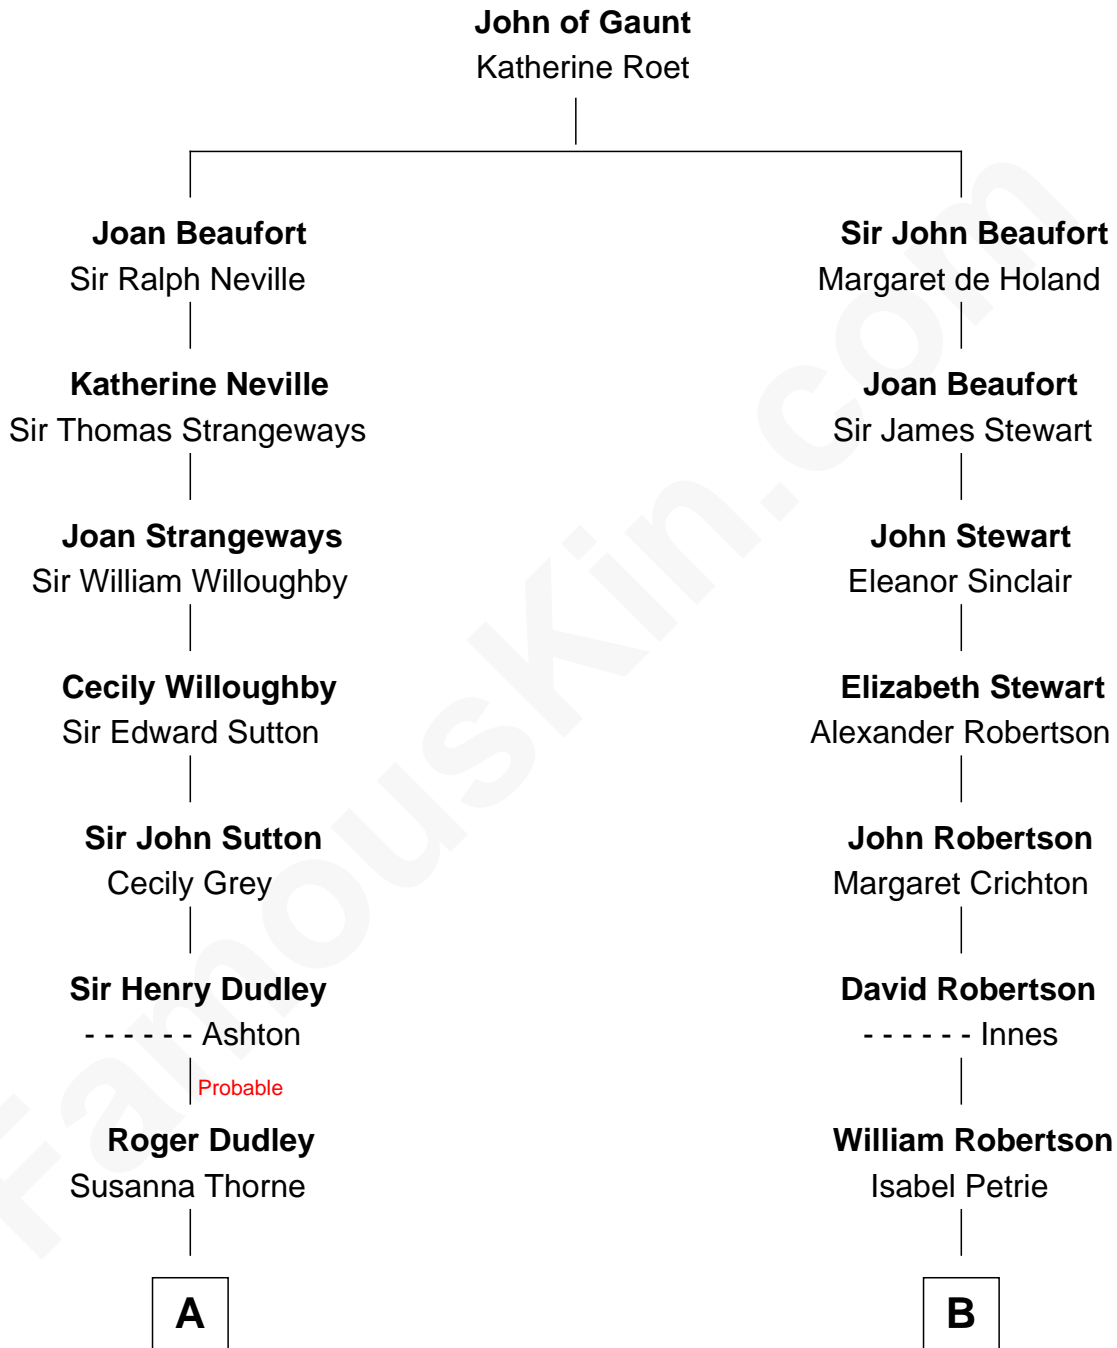 John of Gaunt
Katherine Roet
Joan Beaufort
Sir Ralph Neville
Katherine Neville
Sir Thomas Strangeways
Joan Strangeways
Sir William Willoughby
Cecily Willoughby
Sir Edward Sutton
Sir John Sutton
Cecily Grey
Sir Henry Dudley
- - - - - - Ashton
Probable
Roger Dudley
Susanna Thorne
A
Sir John Beaufort
Margaret de Holand
Joan Beaufort
Sir James Stewart
John Stewart
Eleanor Sinclair
Elizabeth Stewart
Alexander Robertson
John Robertson
Margaret Crichton
David Robertson
- - - - - - Innes
William Robertson
Isabel Petrie
B
FamousKin.com